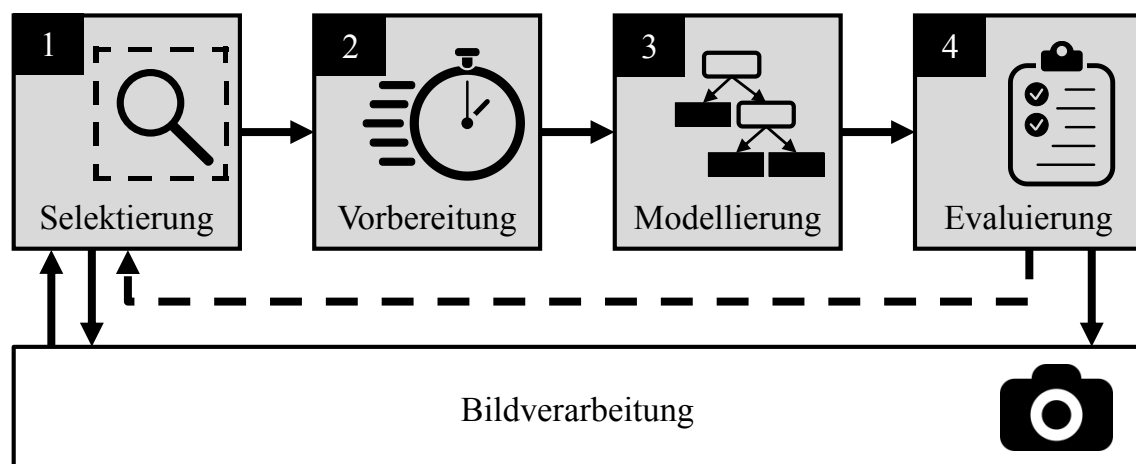 1
Selektierung
2
Vorbereitung
3
Modellierung
4
Evaluierung
Bildverarbeitung